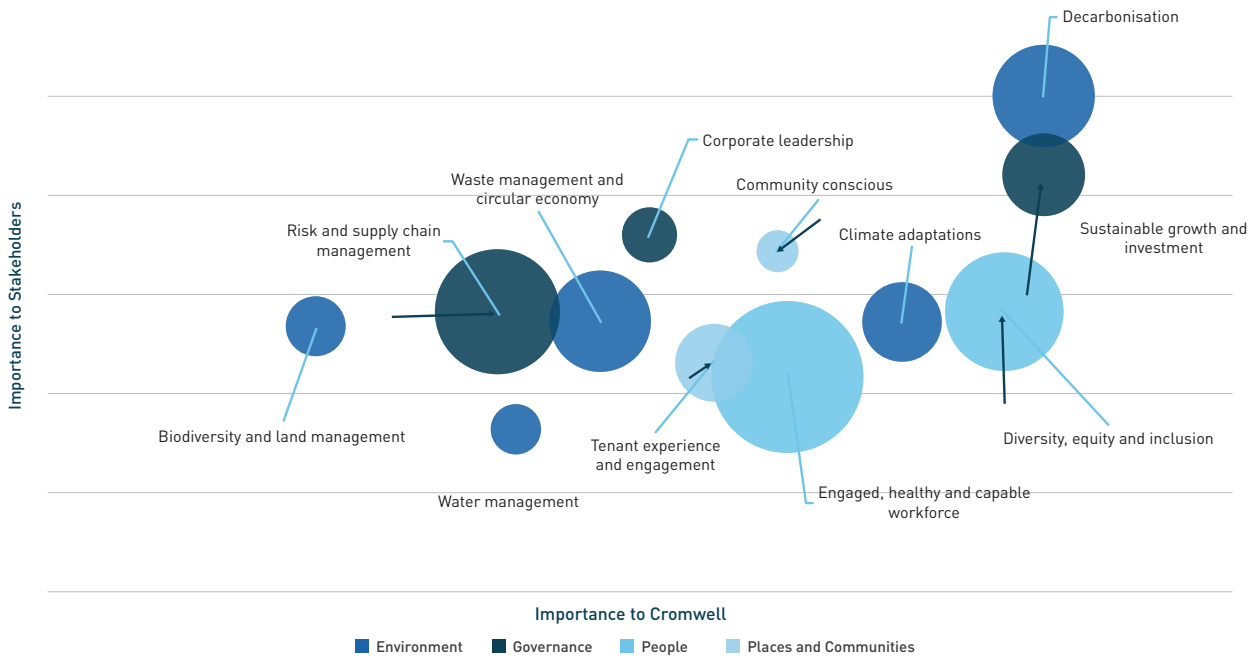 Decarbonisation
Corporate leadership
Waste management and
circular economy
Community conscious
Risk and supply chain
management
Climate adaptations
Sustainable growth and
investment
Importance to Stakeholders
Biodiversity and land management
Tenant experience
and engagement
Diversity, equity and inclusion
Water management
Engaged, healthy and capable
workforce
Importance to Cromwell
Environment
Governance
People
Places and Communities